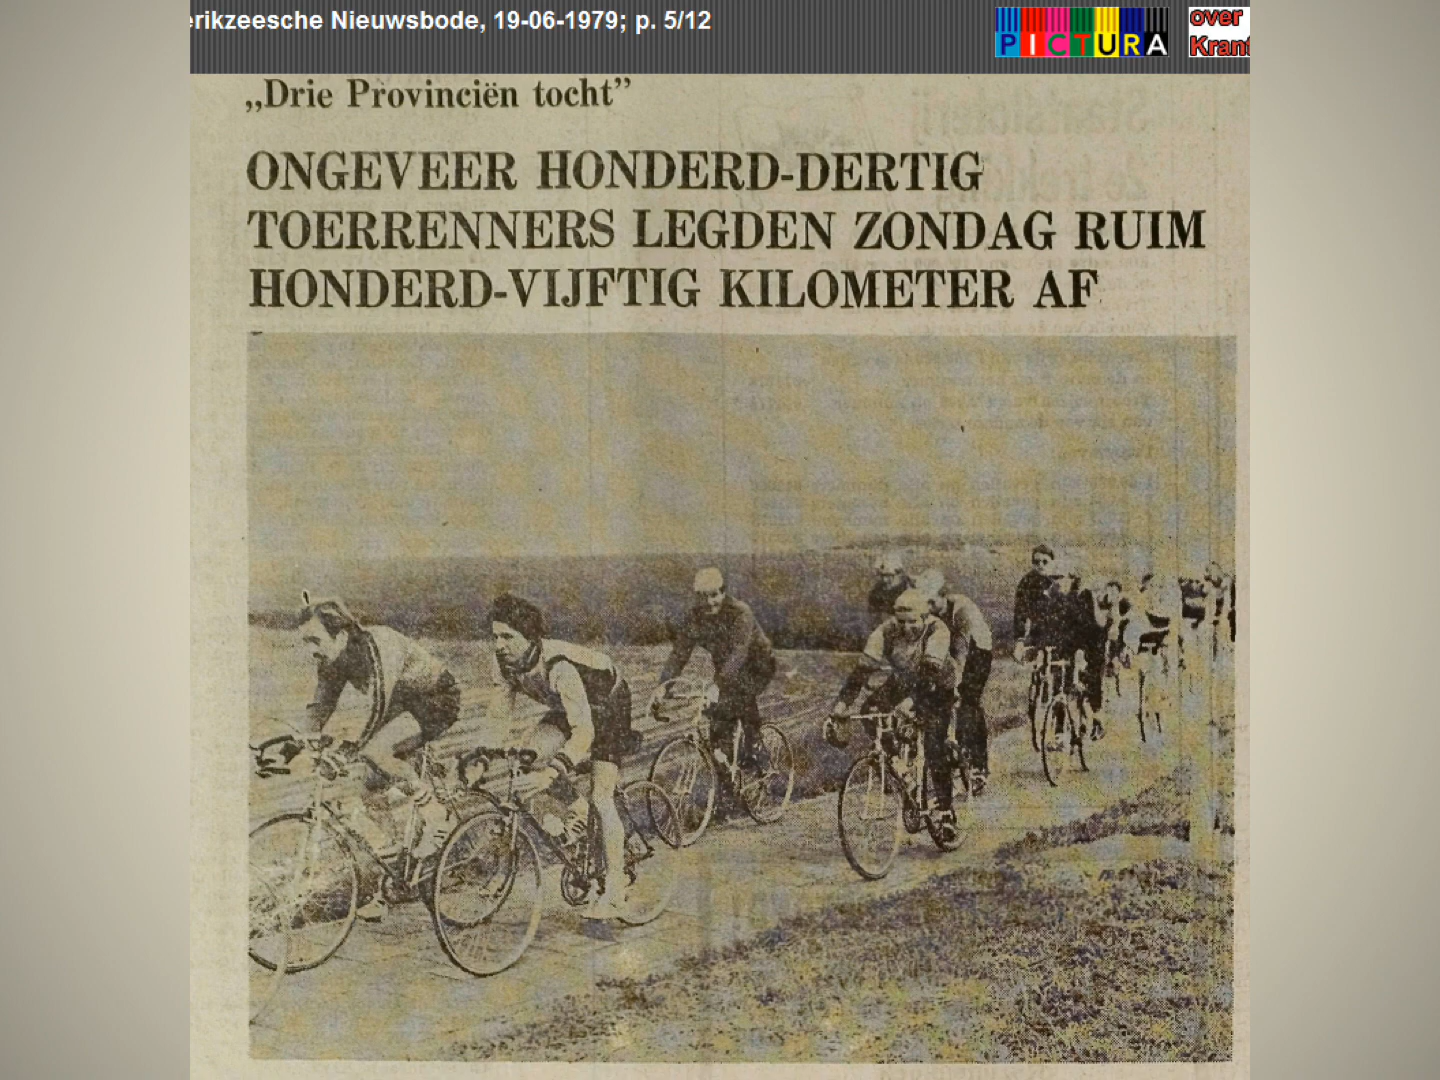 erikzeesche Nieuwsbode, 19-06-1979; p. 5/12
PICTURA
over
Krant
„Drie Provinciën tocht”
ONGEVEER HONDERD-DERTIG
TOERRENNERS LEGDEN ZONDAG RUIM
HONDERD-VIJFTIG KILOMETER AF